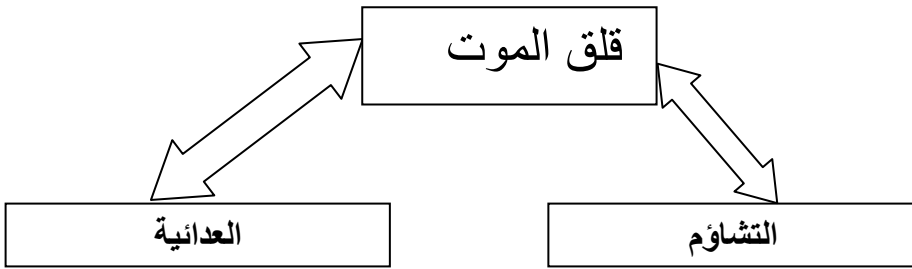 قلق الموت
التشاؤم
العدائية